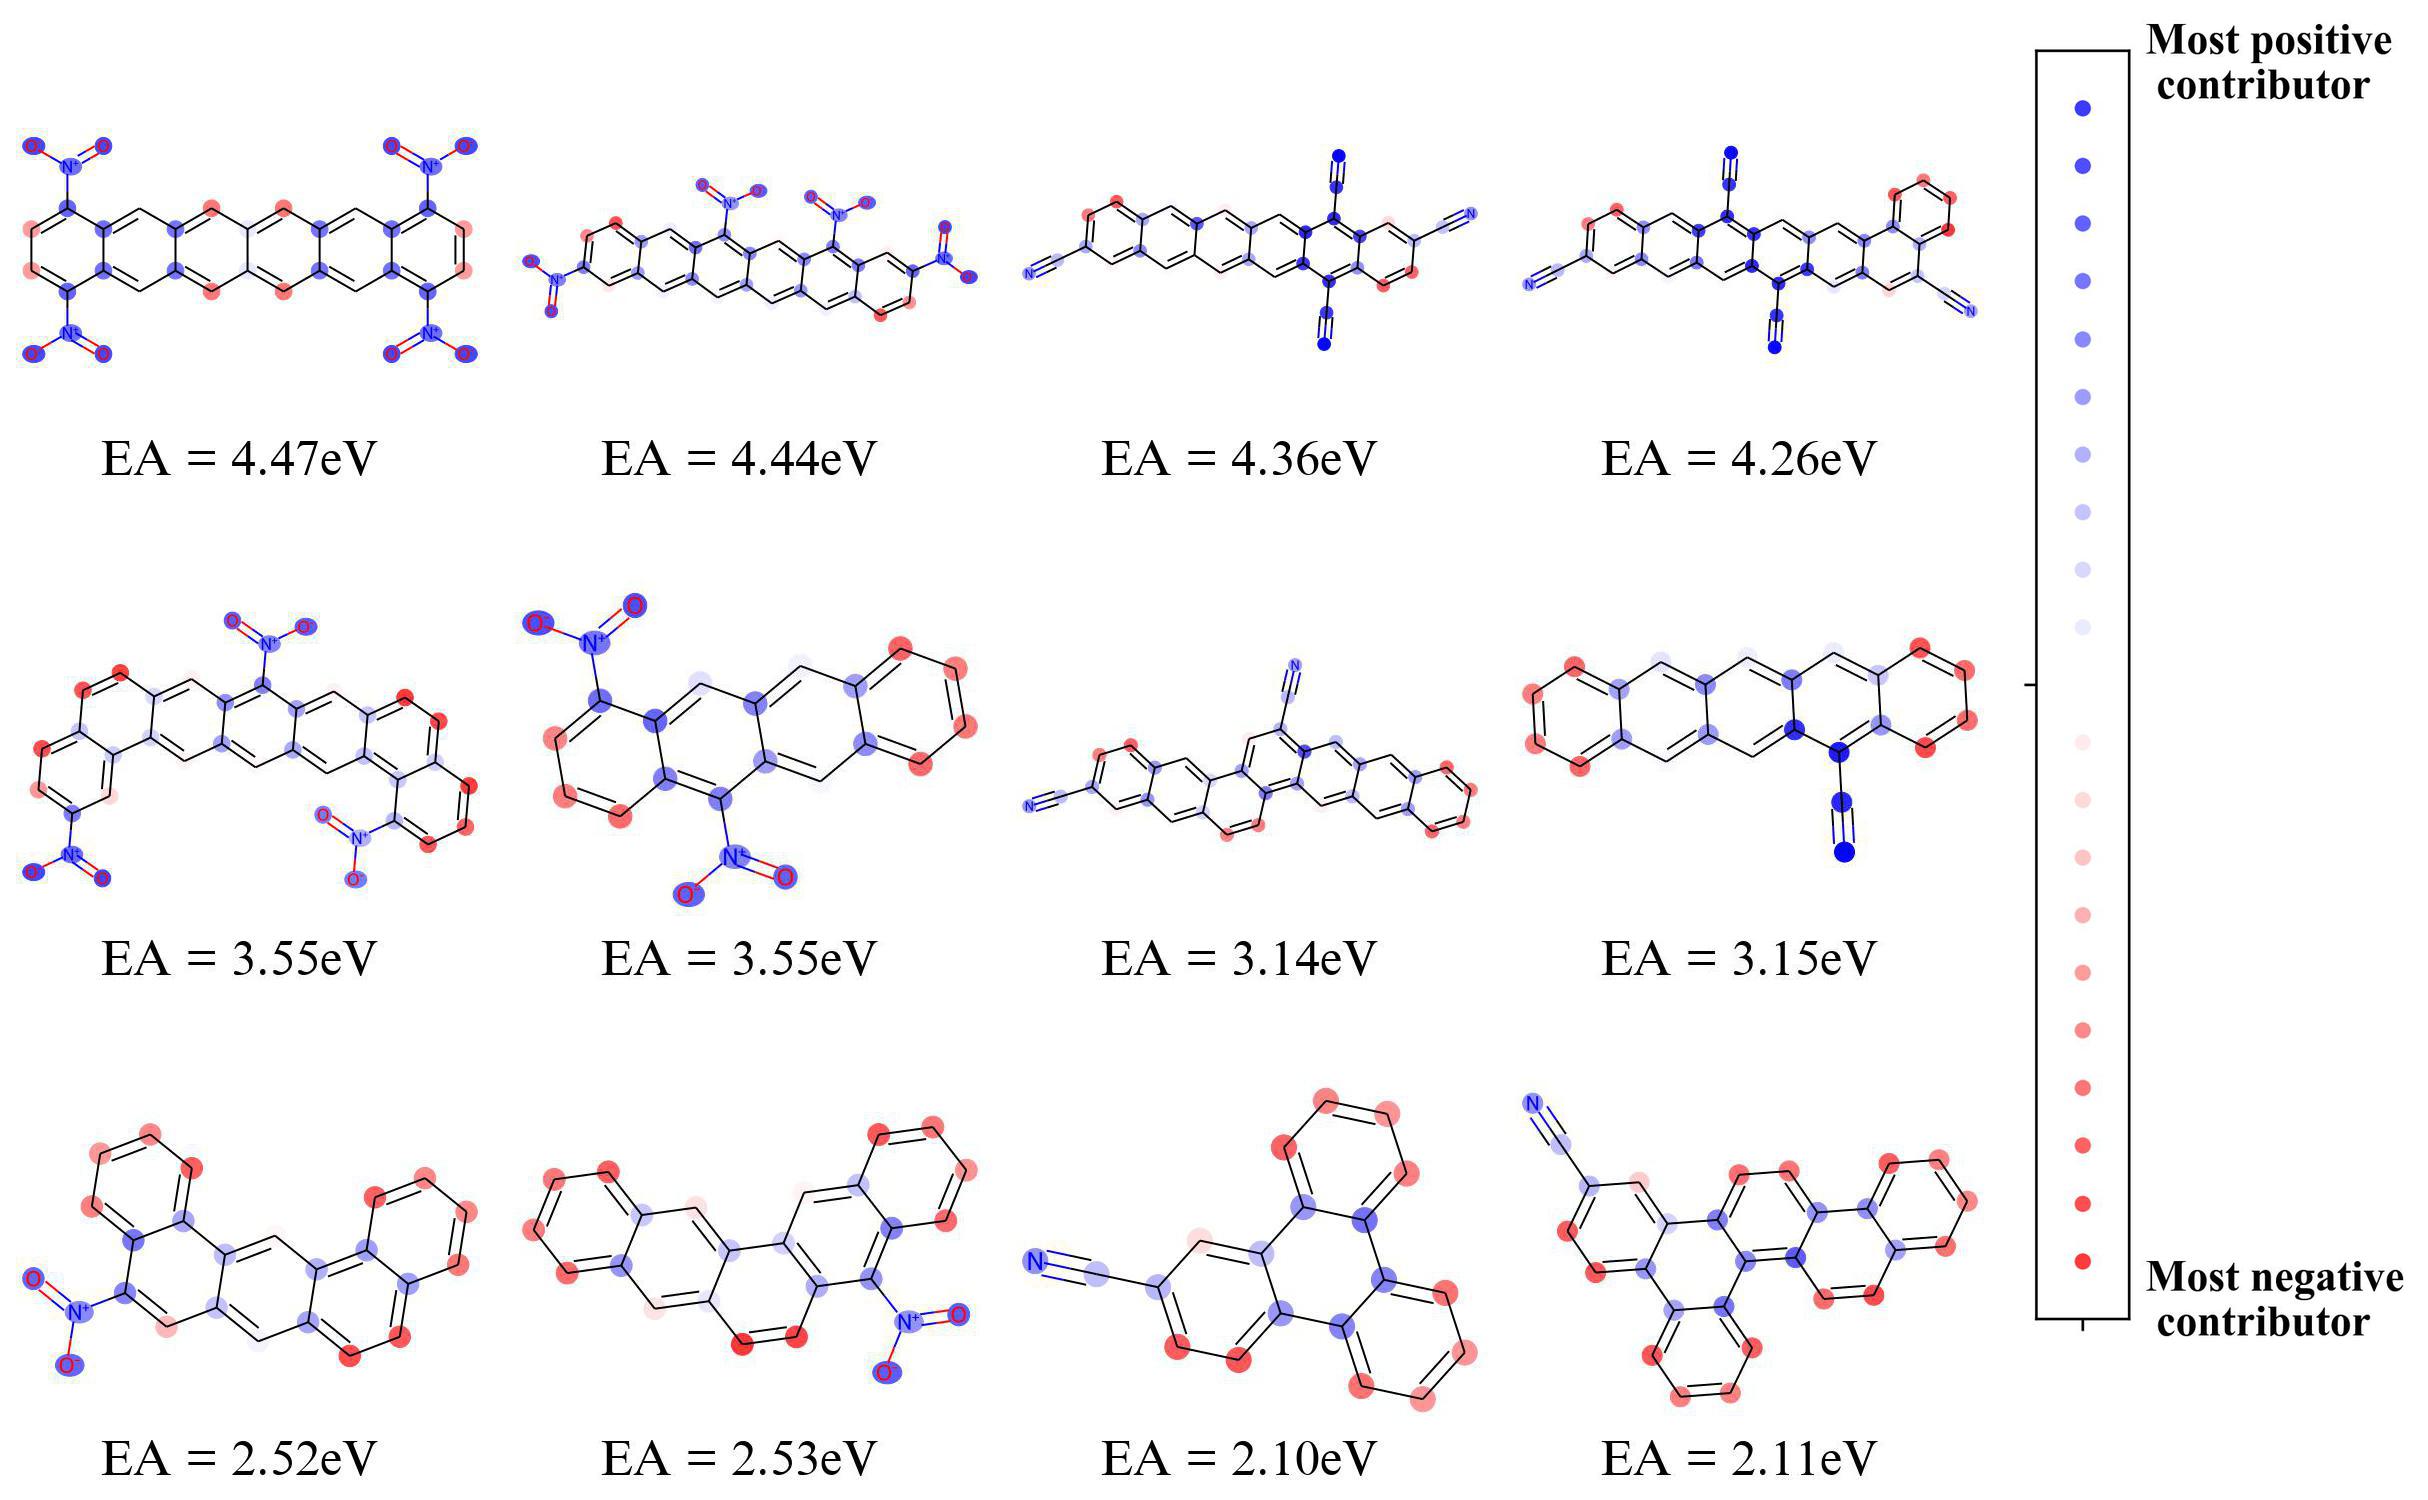 Most positive
contributor
O⁻ O O O⁻
N⁺ N⁺
N⁺ N⁺
O⁻ O O O⁻
O O⁻ O O⁻
N⁺ N⁺
O
O⁻ N⁺
N⁺ O⁻
O
N N
N N
EA = 4.47eV EA = 4.44eV EA = 4.36eV EA = 4.26eV
O O⁻
N⁺
O
N⁺
N⁺ O⁻
O⁻ O
O⁻ O
N⁺
N⁺
O⁻ O
N
N
EA = 3.55eV EA = 3.55eV EA = 3.14eV EA = 3.15eV
O
N⁺
O⁻
N⁺ O
O⁻
N
N
Most negative
contributor
EA = 2.52eV EA = 2.53eV EA = 2.10eV EA = 2.11eV